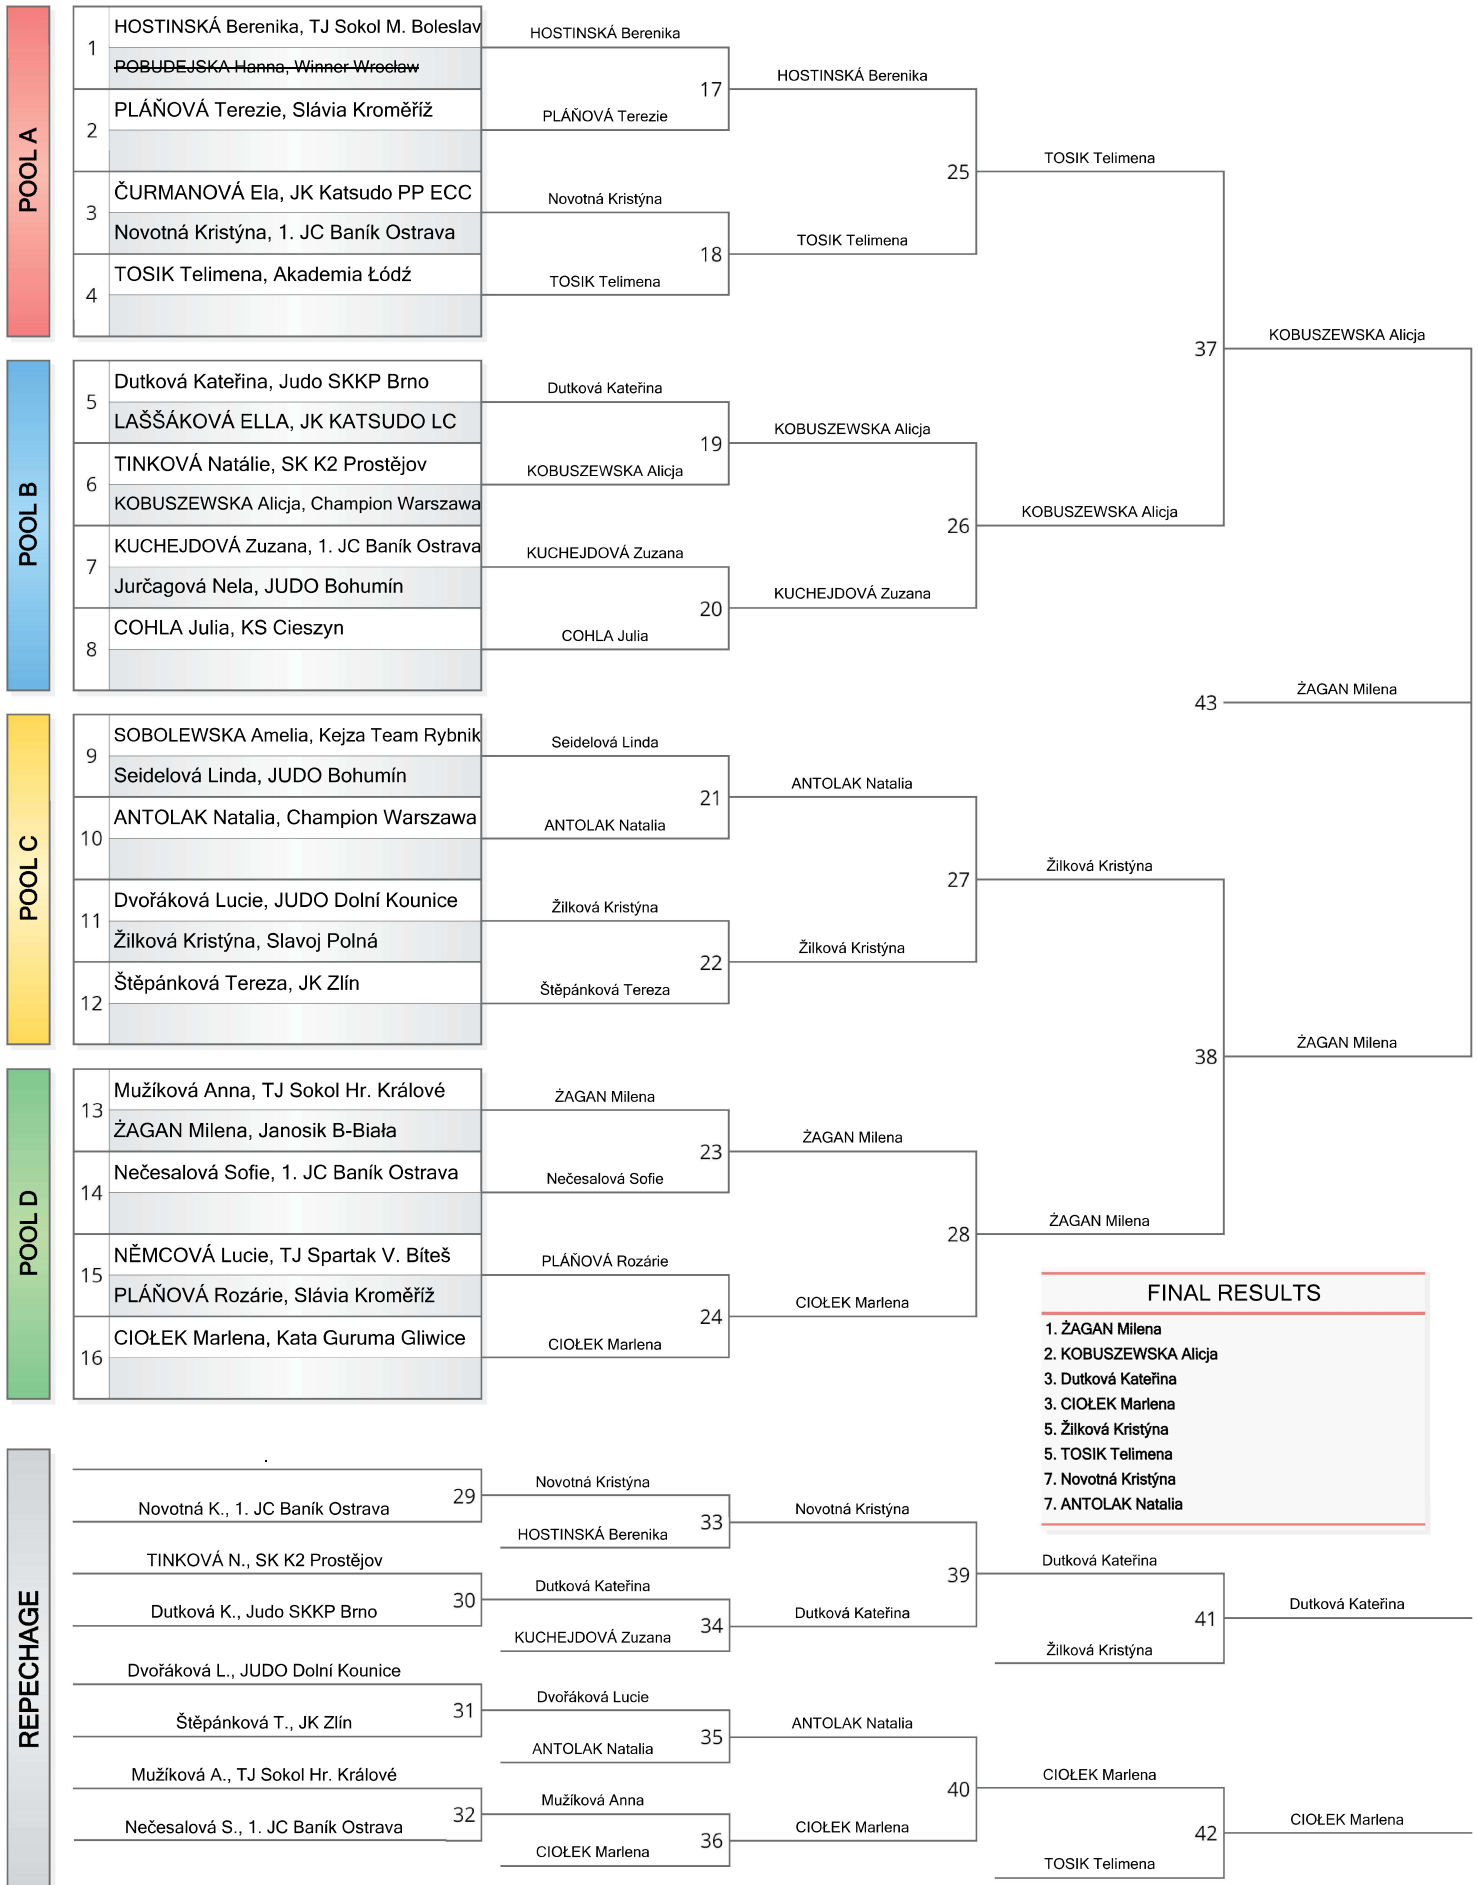 POOL A
1
HOSTINSKÁ Berenika, TJ Sokol M. Boleslav
POBUDEJSKA Hanna, Winner Wrocław
2
PLÁŇOVÁ Terezie, Slávia Kroměříž
3
ČURMANOVÁ Ela, JK Katsudo PP ECC
Novotná Kristýna, 1. JC Baník Ostrava
4
TOSIK Telimena, Akademia Łódź
HOSTINSKÁ Berenika
17
PLÁŇOVÁ Terezie
Novotná Kristýna
18
TOSIK Telimena
HOSTINSKÁ Berenika
25
TOSIK Telimena
TOSIK Telimena
POOL B
5
Dutková Kateřina, Judo SKKP Brno
LAŠŠÁKOVÁ ELLA, JK KATSUDO LC
6
TINKOVÁ Natálie, SK K2 Prostějov
KOBUSZEWSKA Alicja, Champion Warszawa
7
KUCHEJDOVÁ Zuzana, 1. JC Baník Ostrava
Jurčagová Nela, JUDO Bohumín
8
COHLA Julia, KS Cieszyn
Dutková Kateřina
19
KOBUSZEWSKA Alicja
KUCHEJDOVÁ Zuzana
20
COHLA Julia
KOBUSZEWSKA Alicja
26
KUCHEJDOVÁ Zuzana
KOBUSZEWSKA Alicja
37
KOBUSZEWSKA Alicja
43
ŻAGAN Milena
POOL C
9
SOBOLEWSKA Amelia, Kejza Team Rybnik
Seidelová Linda, JUDO Bohumín
10
ANTOLAK Natalia, Champion Warszawa
11
Dvořáková Lucie, JUDO Dolní Kounice
Žilková Kristýna, Slavoj Polná
12
Štěpánková Tereza, JK Zlín
Seidelová Linda
21
ANTOLAK Natalia
Žilková Kristýna
22
Štěpánková Tereza
ANTOLAK Natalia
27
Žilková Kristýna
Žilková Kristýna
38
ŻAGAN Milena
POOL D
13
Mužíková Anna, TJ Sokol Hr. Králové
ŻAGAN Milena, Janosik B-Biała
14
Nečesalová Sofie, 1. JC Baník Ostrava
15
NĚMCOVÁ Lucie, TJ Spartak V. Bíteš
PLÁŇOVÁ Rozárie, Slávia Kroměříž
16
CIOŁEK Marlena, Kata Guruma Gliwice
ŻAGAN Milena
23
Nečesalová Sofie
PLÁŇOVÁ Rozárie
24
CIOŁEK Marlena
ŻAGAN Milena
28
CIOŁEK Marlena
ŻAGAN Milena
FINAL RESULTS
1. ŻAGAN Milena
2. KOBUSZEWSKA Alicja
3. Dutková Kateřina
3. CIOŁEK Marlena
5. Žilková Kristýna
5. TOSIK Telimena
7. Novotná Kristýna
7. ANTOLAK Natalia
REPECHAGE
.
29
Novotná K., 1. JC Baník Ostrava
TINKOVÁ N., SK K2 Prostějov
30
Dutková K., Judo SKKP Brno
Dvořáková L., JUDO Dolní Kounice
31
Štěpánková T., JK Zlín
Mužíková A., TJ Sokol Hr. Králové
32
Nečesalová S., 1. JC Baník Ostrava
Novotná Kristýna
33
HOSTINSKÁ Berenika
Dutková Kateřina
34
KUCHEJDOVÁ Zuzana
Dvořáková Lucie
35
ANTOLAK Natalia
Mužíková Anna
36
CIOŁEK Marlena
Novotná Kristýna
39
Dutková Kateřina
ANTOLAK Natalia
40
CIOŁEK Marlena
Dutková Kateřina
41
Žilková Kristýna
CIOŁEK Marlena
42
TOSIK Telimena
Dutková Kateřina
CIOŁEK Marlena